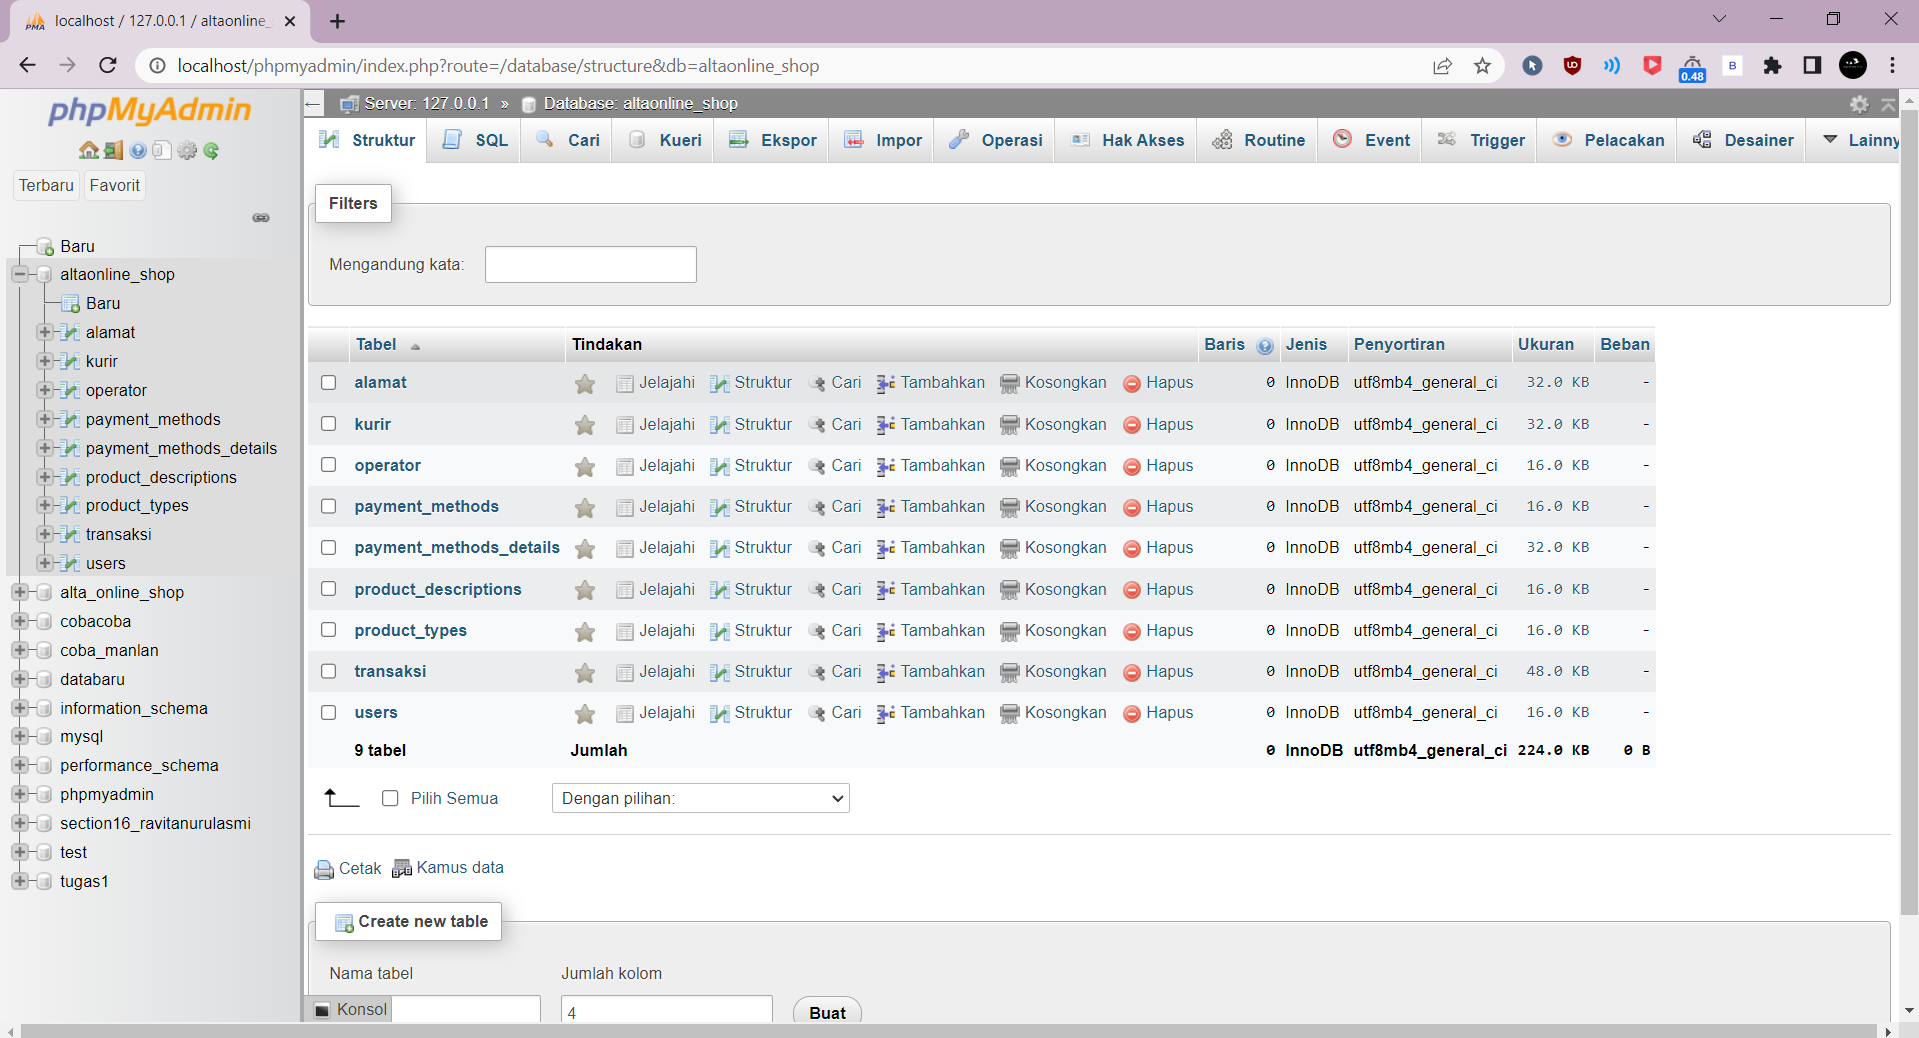 localhost / 127.0.0.1 / altaonline_
localhost/phpmyadmin/index.php?route=/database/structure&db=altaonline_shop
0.48
phpMyAdmin
Terbaru Favorit
Baru
altaonline_shop
Baru
alamat
kurir
operator
payment_methods
payment_methods_details
product_descriptions
product_types
transaksi
users
alta_online_shop
cobacoba
coba_manlan
databaru
information_schema
mysql
performance_schema
phpmyadmin
section16_ravitanurulasmi
test
tugas1
Server: 127.0.0.1 » Database: altaonline_shop
Struktur SQL Cari Kueri Ekspor Impor Operasi Hak Akses Routine Event Trigger Pelacakan Desainer Lainny
Filters
Mengandung kata:
Tabel Tindakan Baris Jenis Penyortiran Ukuran Beban
alamat Jelajahi Struktur Cari Tambahkan Kosongkan Hapus 0 InnoDB utf8mb4_general_ci 32.0 KB -
kurir Jelajahi Struktur Cari Tambahkan Kosongkan Hapus 0 InnoDB utf8mb4_general_ci 32.0 KB -
operator Jelajahi Struktur Cari Tambahkan Kosongkan Hapus 0 InnoDB utf8mb4_general_ci 16.0 KB -
payment_methods Jelajahi Struktur Cari Tambahkan Kosongkan Hapus 0 InnoDB utf8mb4_general_ci 16.0 KB -
payment_methods_details Jelajahi Struktur Cari Tambahkan Kosongkan Hapus 0 InnoDB utf8mb4_general_ci 32.0 KB -
product_descriptions Jelajahi Struktur Cari Tambahkan Kosongkan Hapus 0 InnoDB utf8mb4_general_ci 16.0 KB -
product_types Jelajahi Struktur Cari Tambahkan Kosongkan Hapus 0 InnoDB utf8mb4_general_ci 16.0 KB -
transaksi Jelajahi Struktur Cari Tambahkan Kosongkan Hapus 0 InnoDB utf8mb4_general_ci 48.0 KB -
users Jelajahi Struktur Cari Tambahkan Kosongkan Hapus 0 InnoDB utf8mb4_general_ci 16.0 KB -
9 tabel Jumlah 0 InnoDB utf8mb4_general_ci 224.0 KB 0 B
Pilih Semua Dengan pilihan:
Cetak Kamus data
Create new table
Nama tabel Jumlah kolom
Konsol 4 Buat